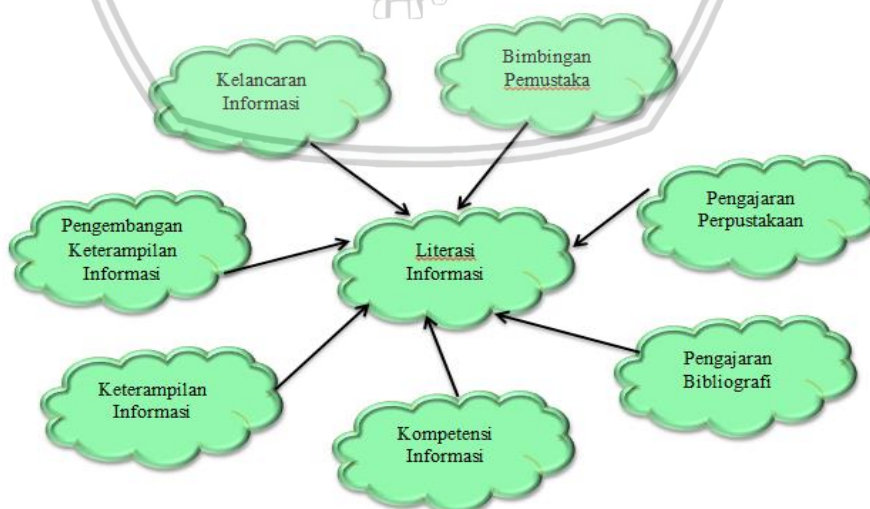 Kelancaran
Informasi
Bimbingan
Pemustaka
Pengembangan
Keterampilan
Informasi
Literasi
Informasi
Pengajaran
Perpustakaan
Keterampilan
Informasi
Kompetensi
Informasi
Pengajaran
Bibliografi